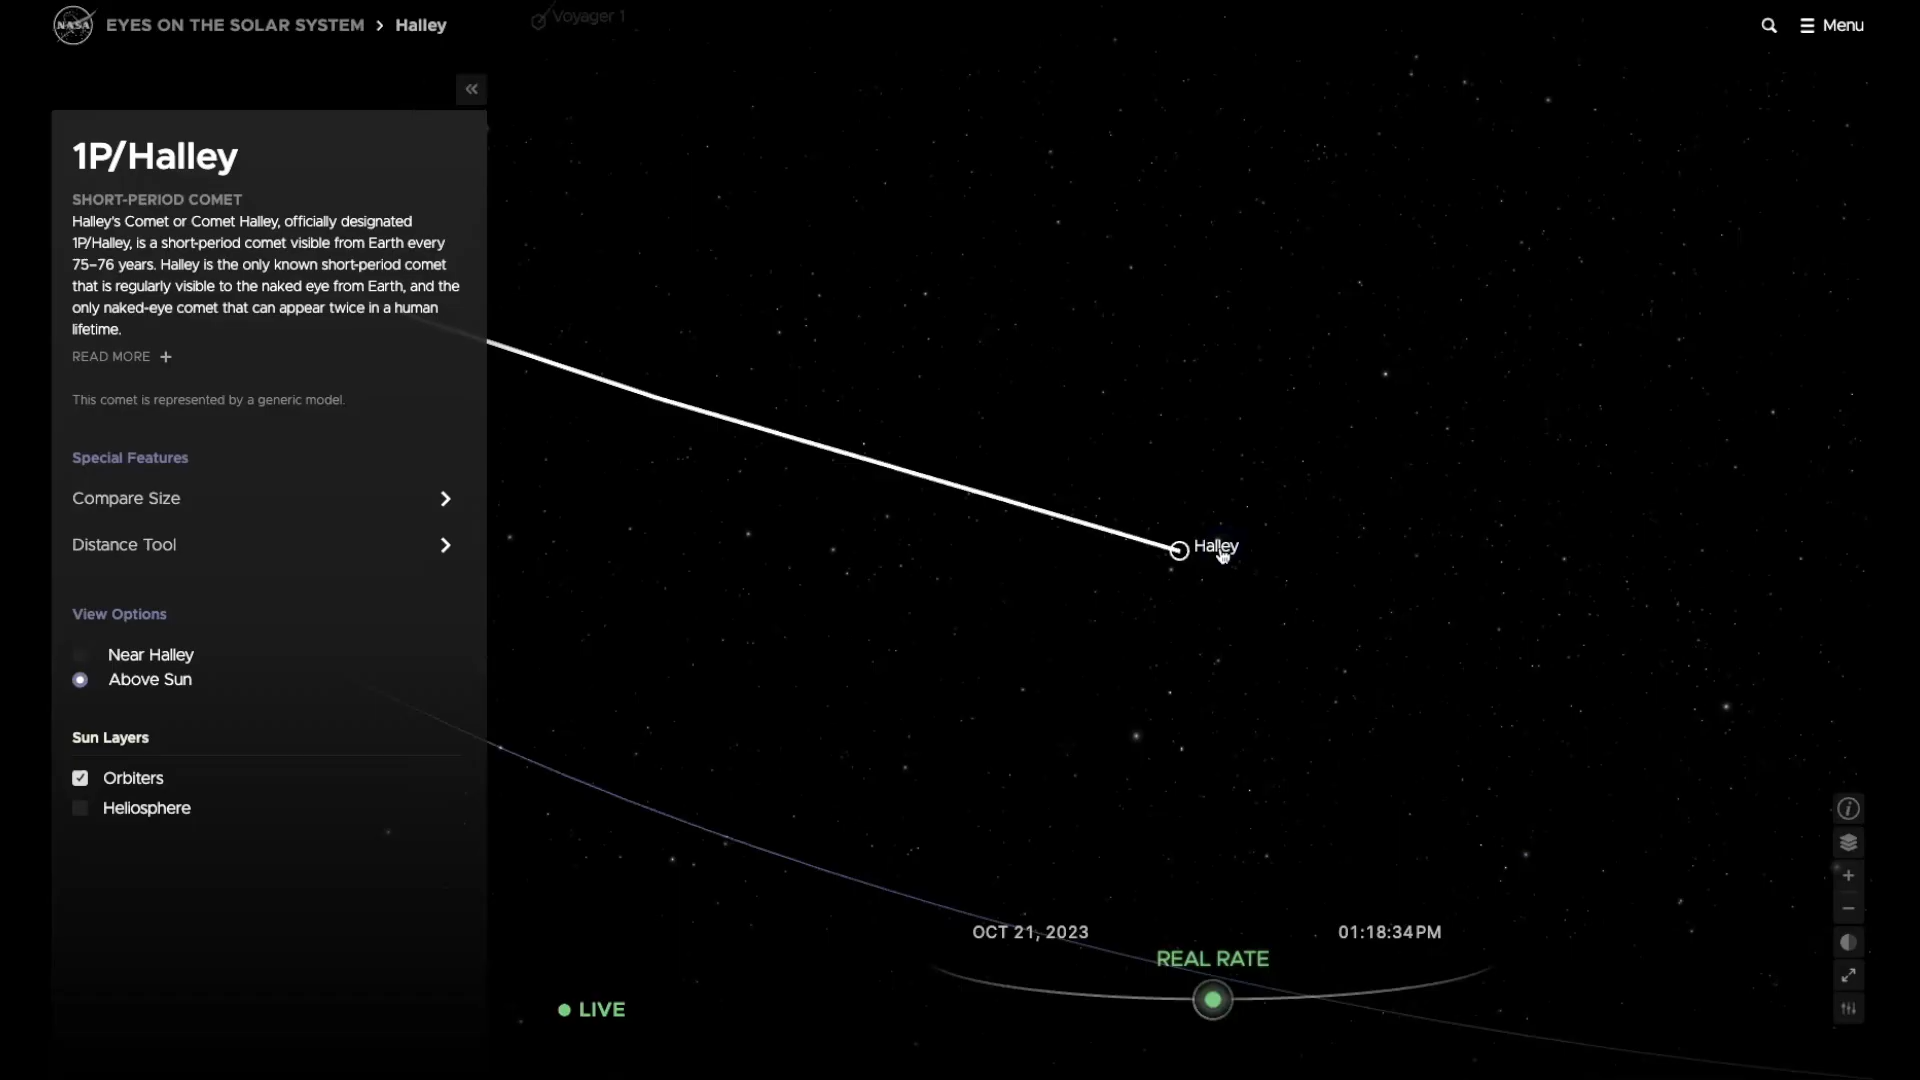 NASA EYES ON THE SOLAR SYSTEM > Halley
Voyager 1
Menu
1P/Halley
SHORT-PERIOD COMET
Halley's Comet or Comet Halley, officially designated
1P/Halley, is a short-period comet visible from Earth every
75–76 years. Halley is the only known short-period comet
that is regularly visible to the naked eye from Earth, and the
only naked-eye comet that can appear twice in a human
lifetime.
READ MORE +
This comet is represented by a generic model.
Special Features
Compare Size
Distance Tool
Halley
View Options
Near Halley
Above Sun
Sun Layers
Orbiters
Heliosphere
OCT 21, 2023
01:18:34PM
REAL RATE
LIVE